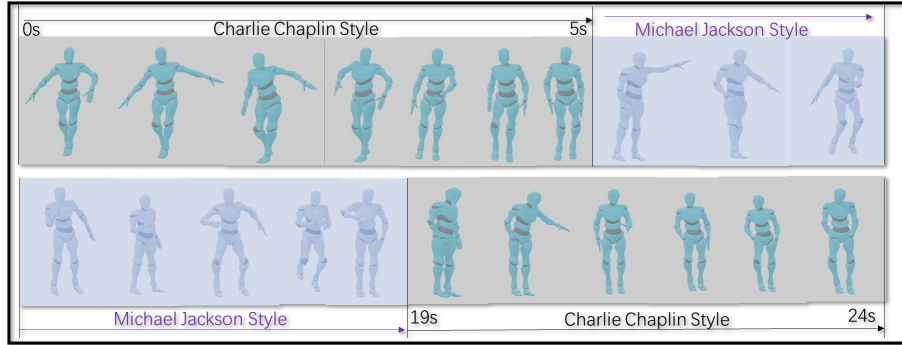 0s Charlie Chaplin Style 5s Michael Jackson Style
Michael Jackson Style 19s Charlie Chaplin Style 24s